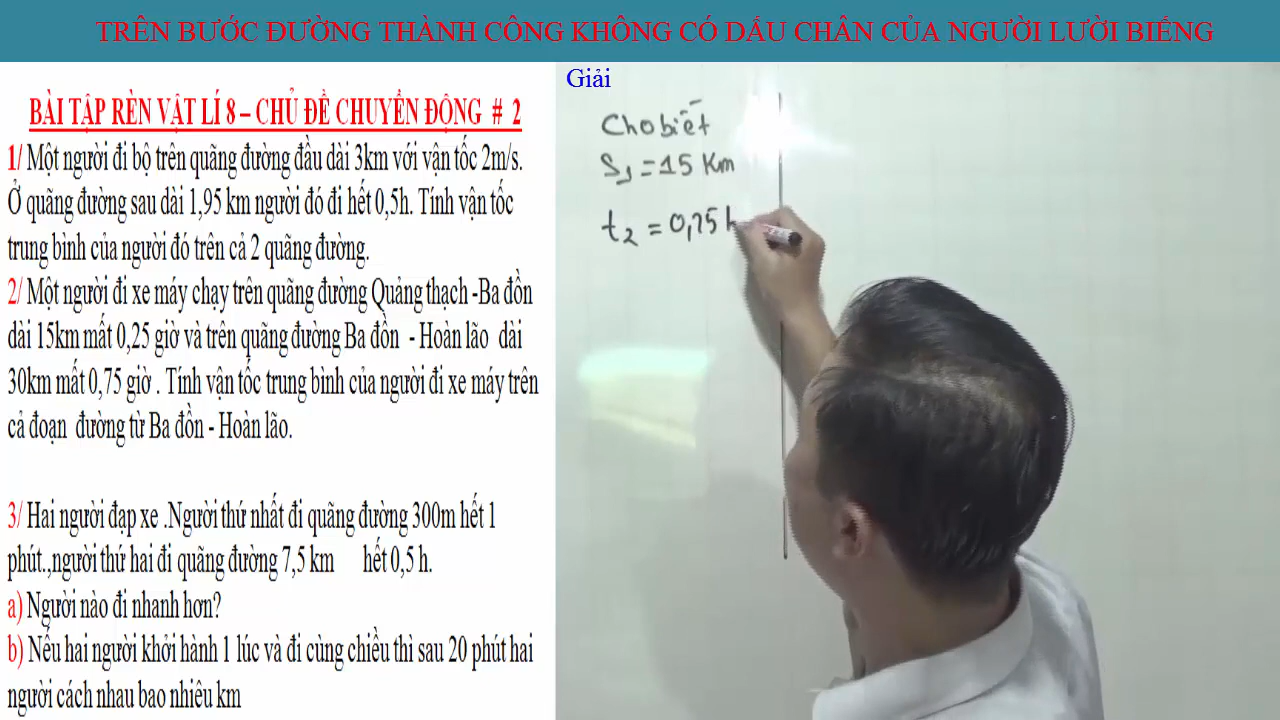 TRÊN BƯỚC ĐƯỜNG THÀNH CÔNG KHÔNG CÓ DẤU CHÂN CỦA NGƯỜI LƯỜI BIẾNG
BÀI TẬP RÈN VẬT LÍ 8 – CHỦ ĐỀ CHUYỂN ĐỘNG # 2
1/ Một người đi bộ trên quãng đường đầu dài 3km với vận tốc 2m/s.
Ở quãng đường sau dài 1,95 km người đó đi hết 0,5h. Tính vận tốc
trung bình của người đó trên cả 2 quãng đường.
2/ Một người đi xe máy chạy trên quãng đường Quảng thạch -Ba đồn
dài 15km mất 0,25 giờ và trên quãng đường Ba đồn - Hoàn lão dài
30km mất 0,75 giờ . Tính vận tốc trung bình của người đi xe máy trên
cả đoạn đường từ Ba đồn - Hoàn lão.
3/ Hai người đạp xe .Người thứ nhất đi quãng đường 300m hết 1
phút.,người thứ hai đi quãng đường 7,5 km hết 0,5 h.
a) Người nào đi nhanh hơn?
b) Nếu hai người khởi hành 1 lúc và đi cùng chiều thì sau 20 phút hai
người cách nhau bao nhiêu km
Giải
Cho biết
S1 = 15 Km
t2 = 0,75 h